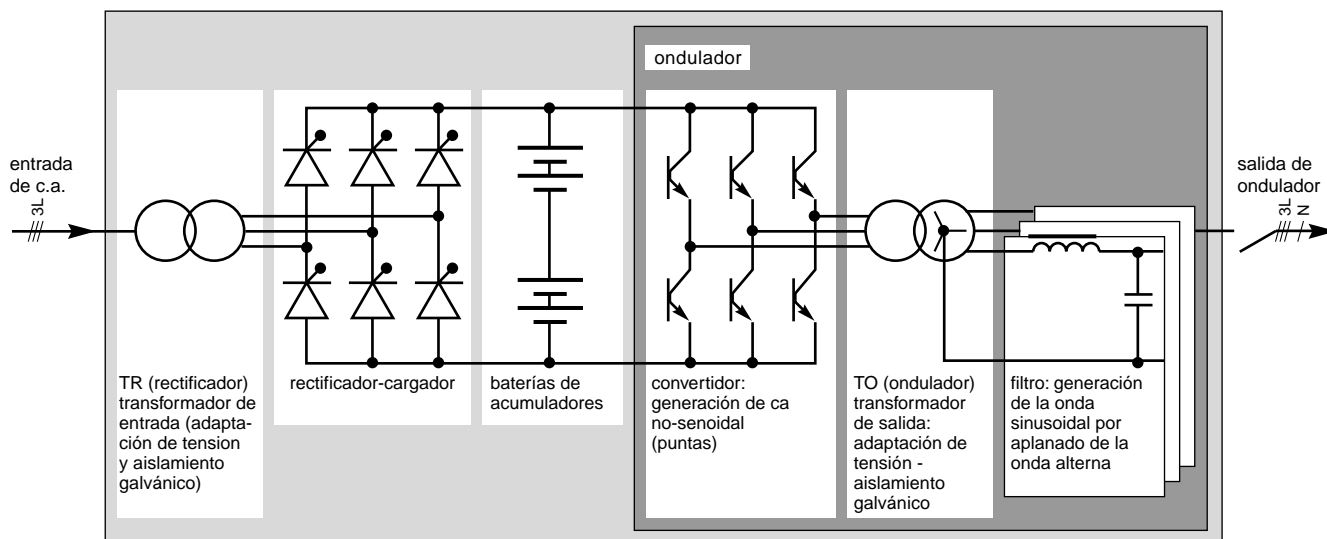 ondulador
entrada
de c.a.
3L
salida de
ondulador
3L
N
TR (rectificador)
transformador de
entrada (adapta-
ción de tension
y aislamiento
galvánico)
rectificador-cargador
baterías de
acumuladores
convertidor:
generación de ca
no-senoidal
(puntas)
TO (ondulador)
transformador
de salida:
adaptación de
tensión -
aislamiento
galvánico
filtro: generación
de la onda
sinusoidal por
aplanado de la
onda alterna